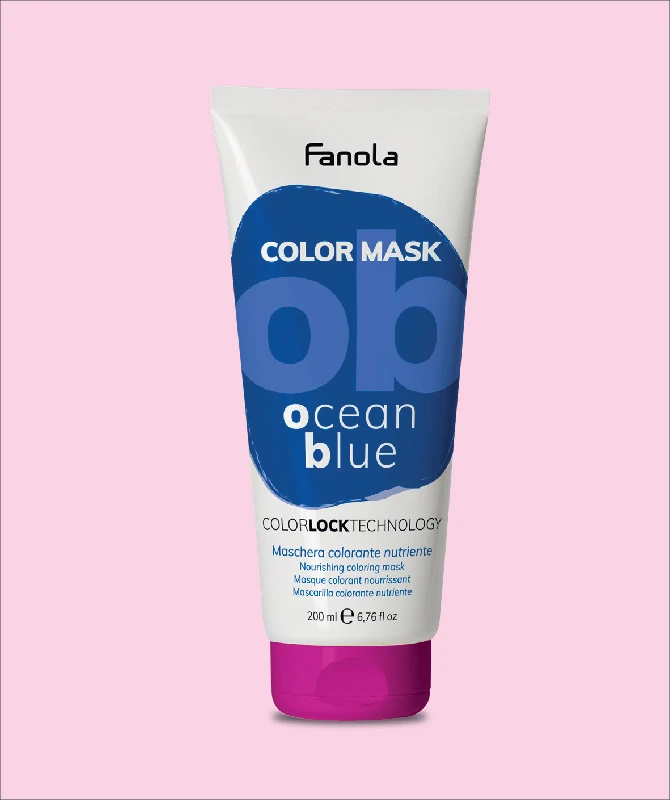 Fanola
COLOR MASK
ob
ocean
blue
COLORLOCKTECHNOLOGY
Maschera colorante nutriente
Nourishing coloring mask
Masque colorant nourrissant
Mascarilla colorante nutriente
200 ml ℮ 6,76 fl oz